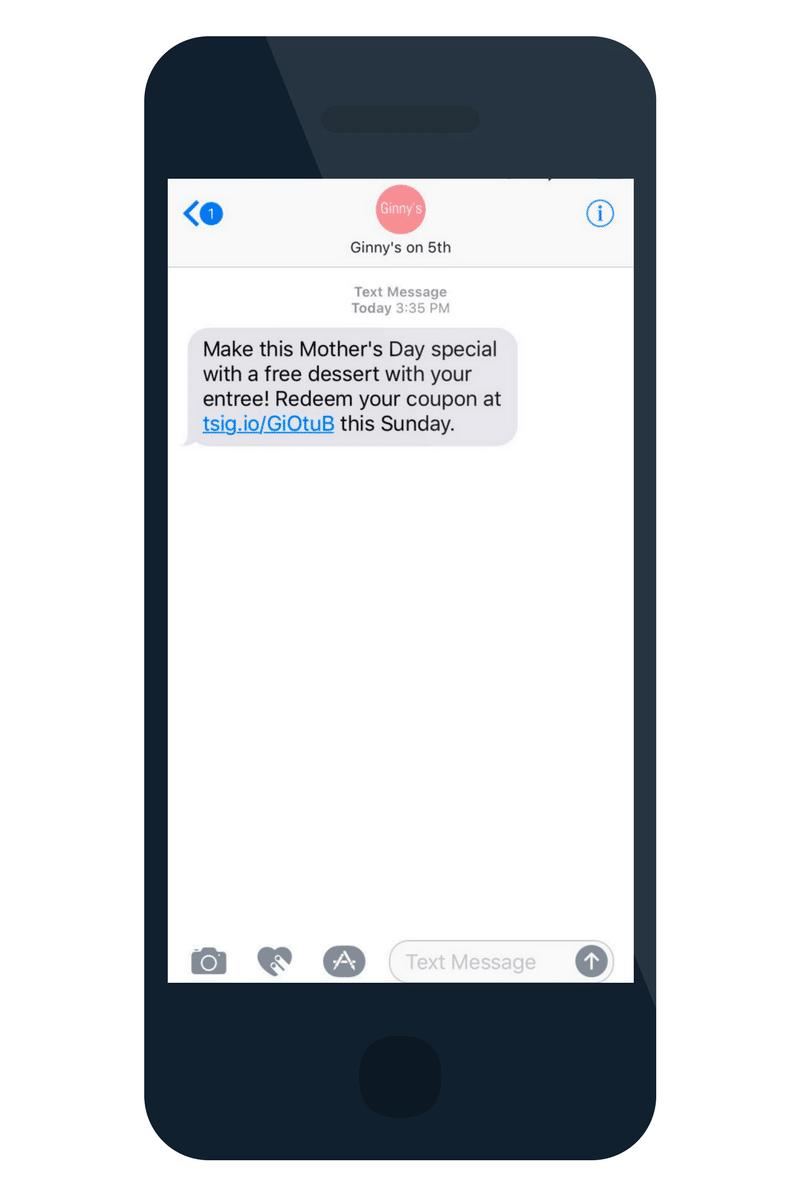 1
Ginny's
Ginny's on 5th
Text Message
Today 3:35 PM
Make this Mother's Day special
with a free dessert with your
entree! Redeem your coupon at
tsig.io/GiOtuB this Sunday.
Text Message